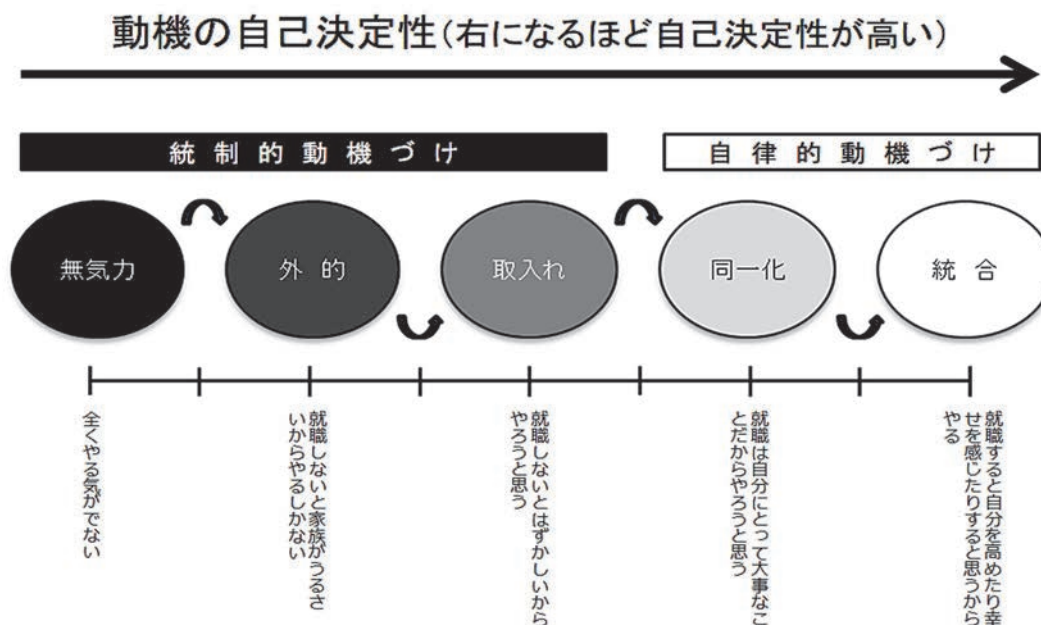 動機の自己決定性(右になるほど自己決定性が高い)
統制的動機づけ
自律的動機づけ
無気力
外的
取入れ
同一化
統合
全くやる気がでない
就職しないと家族がうるさ
いからやるしかない
就職しないとはずかしいから
やろうと思う
就職は自分にとって大事なこ
とだからやろうと思う
就職すると自分を高めたり幸
せを感じたりすると思うから
やる